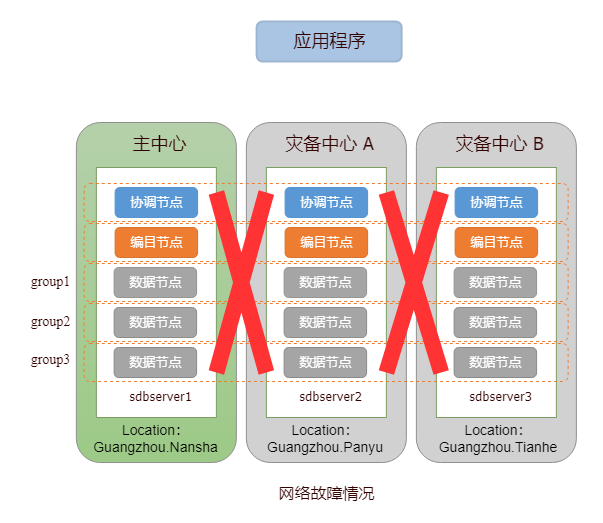 应用程序
主中心
灾备中心 A
灾备中心 B
协调节点 协调节点 协调节点
编目节点 编目节点 编目节点
group1 数据节点 数据节点 数据节点
group2 数据节点 数据节点 数据节点
group3 数据节点 数据节点 数据节点
sdbserver1 sdbserver2 sdbserver3
Location：
Guangzhou.Nansha
Location：
Guangzhou.Panyu
Location：
Guangzhou.Tianhe
网络故障情况